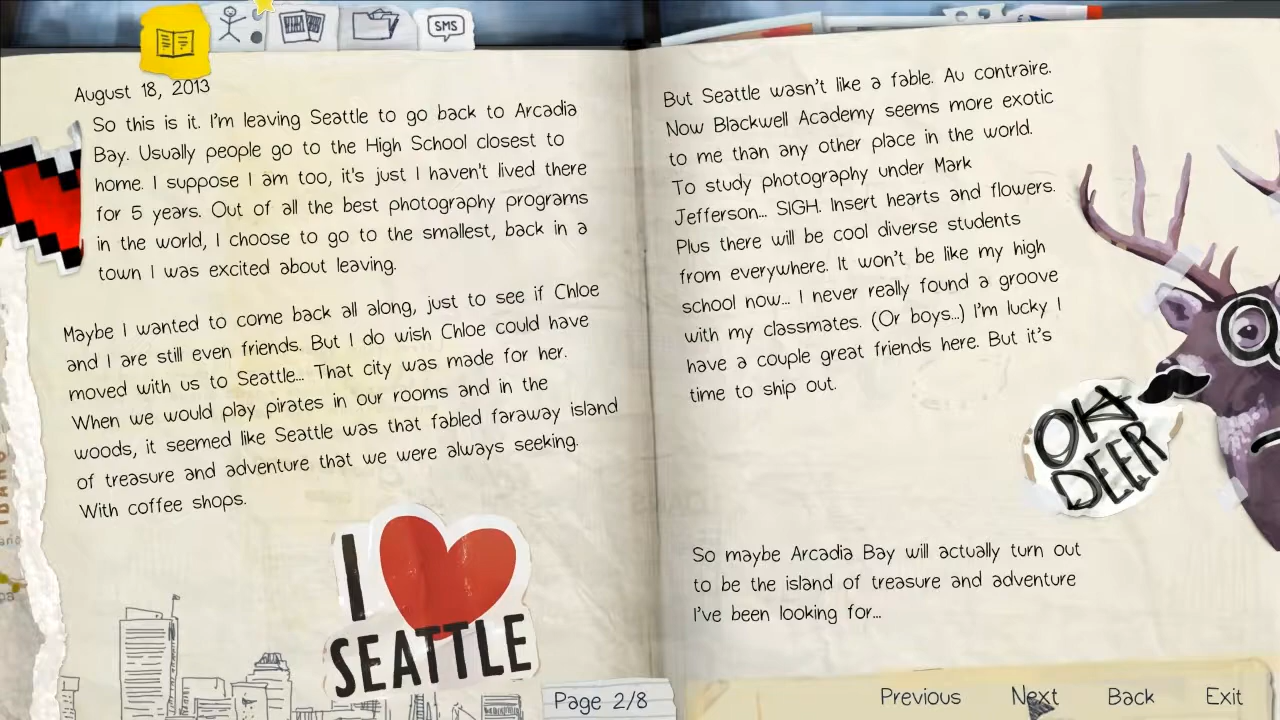 SMS
August 18, 2013
So this is it. I'm leaving Seattle to go back to Arcadia
Bay. Usually people go to the High School closest to
home. I suppose I am too, it's just I haven't lived there
for 5 years. Out of all the best photography programs
in the world, I choose to go to the smallest, back in a
town I was excited about leaving.
Maybe I wanted to come back all along, just to see if Chloe
and I are still even friends. But I do wish Chloe could have
moved with us to Seattle... That city was made for her.
When we would play pirates in our rooms and in the
woods, it seemed like Seattle was that fabled faraway island
of treasure and adventure that we were always seeking.
With coffee shops.
I
SEATTLE
Page 2/8
But Seattle wasn't like a fable. Au contraire.
Now Blackwell Academy seems more exotic
to me than any other place in the world.
To study photography under Mark
Jefferson... SIGH. Insert hearts and flowers.
Plus there will be cool diverse students
from everywhere. It won't be like my high
school now... I never really found a groove
with my classmates. (Or boys...) I'm lucky I
have a couple great friends here. But it's
time to ship out.
OH
DEER
So maybe Arcadia Bay will actually turn out
to be the island of treasure and adventure
I've been looking for...
Previous Next Back Exit